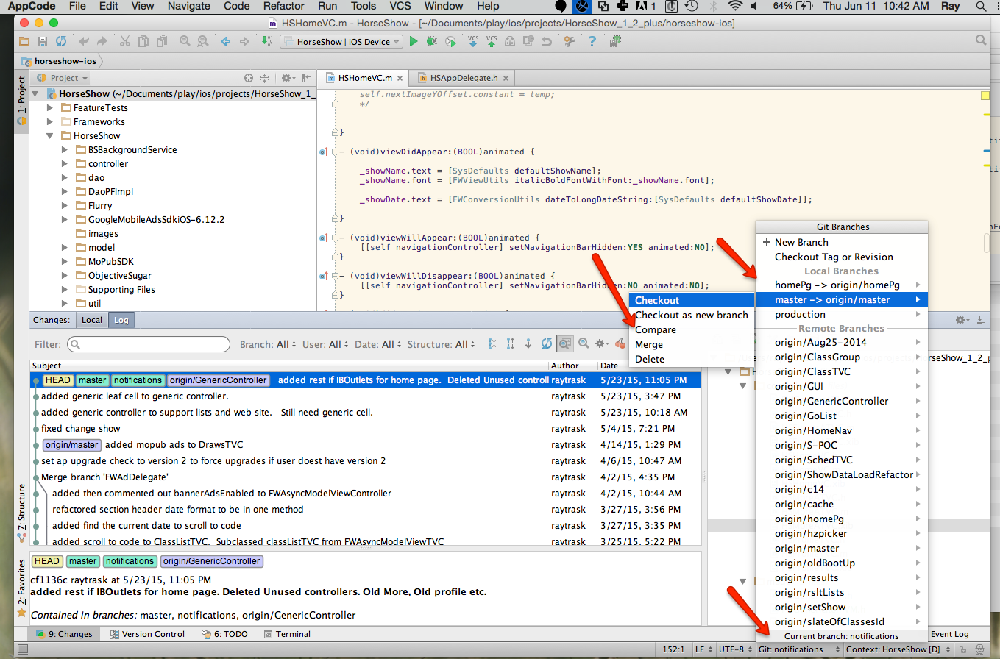 AppCode File Edit View Navigate Code Refactor Run Tools VCS Window Help 1 64% Thu Jun 11 10:42 AM Ray
HSHomeVC.m - HorseShow - [~/Documents/play/ios/projects/HorseShow_1_2_plus/horseshow-ios]
HorseShow | iOS Device VCS VCS
horseshow-ios
1: Project
Project
HSHomeVC.m
HSAppDelegate.h
HorseShow (~/Documents/play/ios/projects/HorseShow_1_
FeatureTests
Frameworks
HorseShow
BSBackgroundService
controller
dao
DaoPFImpl
Flurry
GoogleMobileAdsSdkiOS-6.12.2
images
model
MoPubSDK
ObjectiveSugar
Supporting Files
util
self.nextImageYOffset.constant = temp;
*/
}
- (void)viewDidAppear:(BOOL)animated {
_showName.text = [SysDefaults defaultShowName];
_showName.font = [FWViewUtils italicBoldFontWithFont:_showName.font];
_showDate.text = [FWConversionUtils dateToLongDateString:[SysDefaults defaultShowDate]];
}
- (void)viewWillAppear:(BOOL)animated {
[[self navigationController] setNavigationBarHidden:YES animated:NO];
}
- (void)viewWillDisappear:(BOOL)animated {
[[self navigationController] setNavigationBarHidden:NO animated:NO];
}
Checkout
Checkout as new branch
Compare
Merge
Delete
Git Branches
+ New Branch
Checkout Tag or Revision
Local Branches
homePg -> origin/homePg
master -> origin/master
production
Remote Branches
origin/Aug25-2014
origin/ClassGroup
origin/ClassTVC
origin/GUI
origin/GenericController
origin/GoList
origin/HomeNav
origin/S-POC
origin/SchedTVC
origin/ShowDataLoadRefactor
origin/c14
origin/cache
origin/homePg
origin/hzpicker
origin/master
origin/oldBootUp
origin/results
origin/rsltLists
origin/setShow
origin/slateOfClassesId
Current branch: notifications
Changes: Local Log
Filter: Branch: All User: All Date: All Structure: All
Subject Author Date
HEAD master notifications origin/GenericController added rest if IBOutlets for home page. Deleted Unused controll raytrask 5/23/15, 11:05 PM
added generic leaf cell to generic controller. raytrask 5/23/15, 3:47 PM
added generic controller to support lists and web site. Still need generic cell. raytrask 5/23/15, 10:18 AM
fixed change show raytrask 5/4/15, 7:21 PM
origin/master added mopub ads to DrawsTVC raytrask 4/14/15, 1:29 PM
set ap upgrade check to version 2 to force upgrades if user doest have version 2 raytrask 4/6/15, 10:47 AM
Merge branch 'FWAdDelegate' raytrask 4/2/15, 4:35 PM
added then commented out bannerAdsEnabled to FWAsyncModelViewController raytrask 4/2/15, 10:44 AM
refactored section header date format to be in one method raytrask 3/27/15, 3:56 PM
added find the current date to scroll to code raytrask 3/27/15, 3:35 PM
added scroll to code to ClassListTVC. Subclassed classListTVC from FWAsyncModelViewTVC raytrask 3/25/15, 5:22 PM
orseShow_1_2_p
HEAD master notifications origin/GenericController
cf1136c raytrask at 5/23/15, 11:05 PM
added rest if IBOutlets for home page. Deleted Unused controllers. Old More, Old profile etc.
Contained in branches: master, notifications, origin/GenericController
Z: Structure
2: Favorites
9: Changes Version Control 6: TODO Terminal Event Log
152:1 LF UTF-8 Git: notifications Context: HorseShow [D]